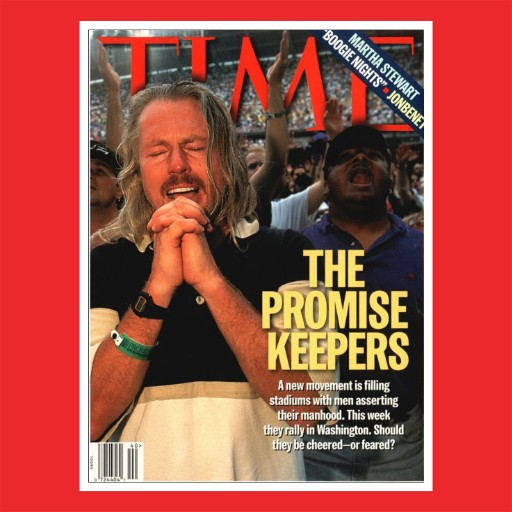 TIME
MARTHA STEWART
"BOOGIE NIGHTS" • JONBENET
THE
PROMISE
KEEPERS
A new movement is filling
stadiums with men asserting
their manhood. This week
they rally in Washington. Should
they be cheered—or feared?
40>